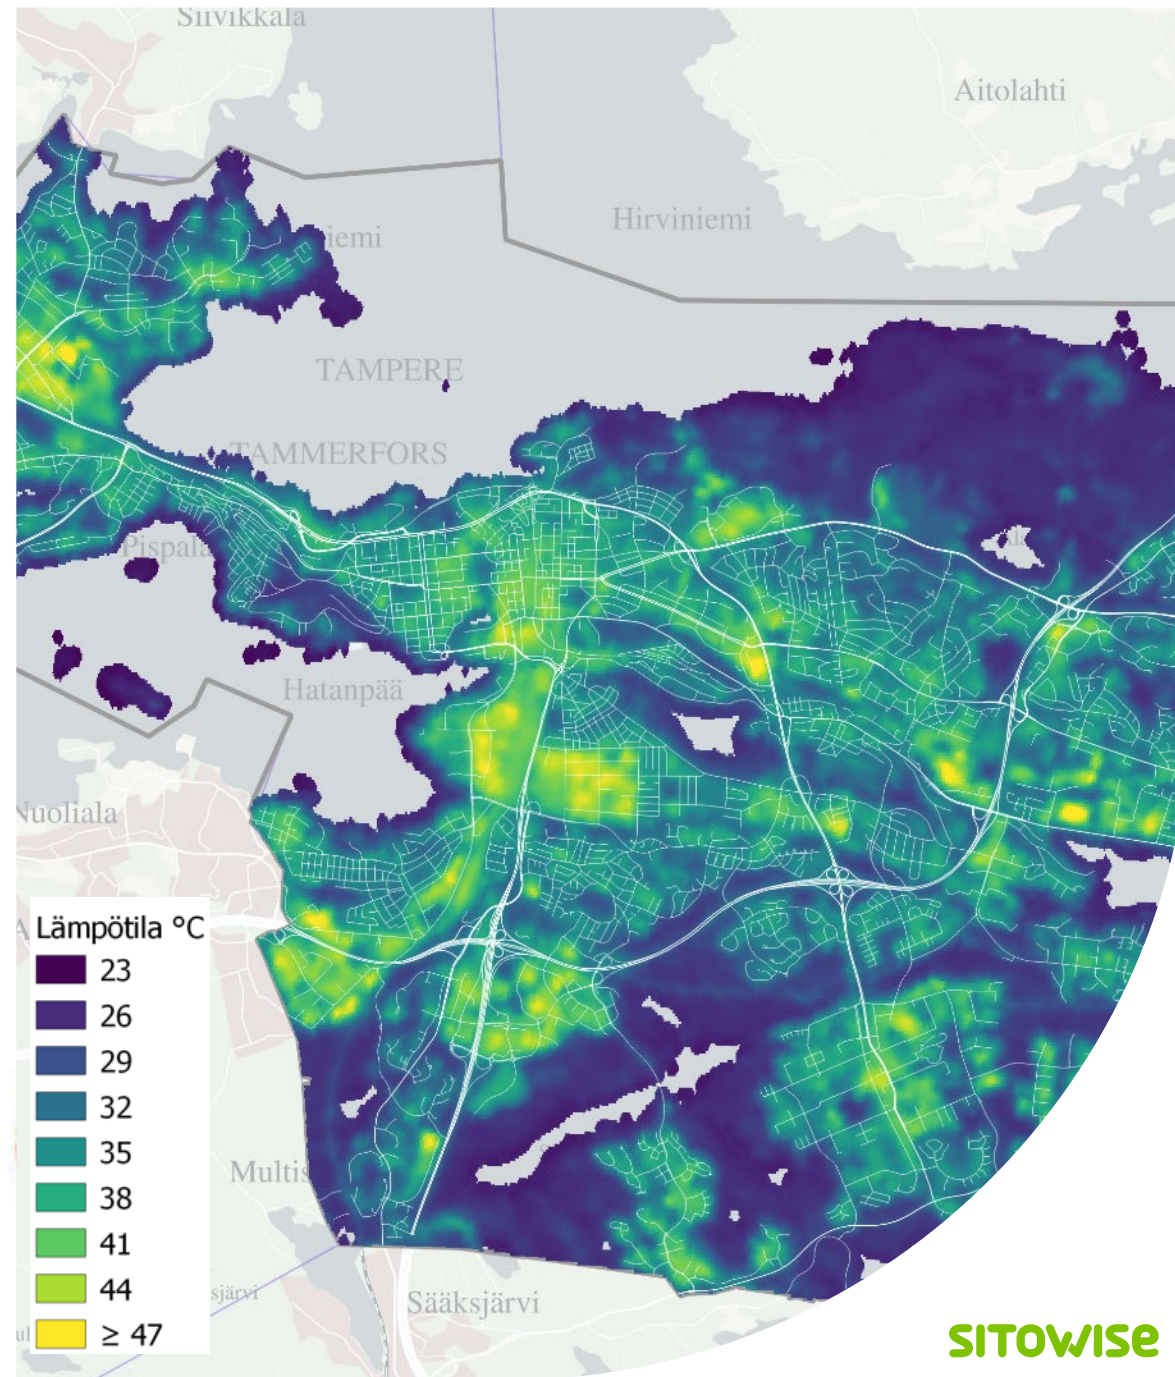 Siivikkala
Aitolahti
Hirviniemi
iemi
TAMPERE
TAMMERFORS
Pispala
Hatanpää
Nuoliala
Lämpötila °C
23
26
29
32
35
38
41
44
≥ 47
Multis
sjärvi
Sääksjärvi
sitowise